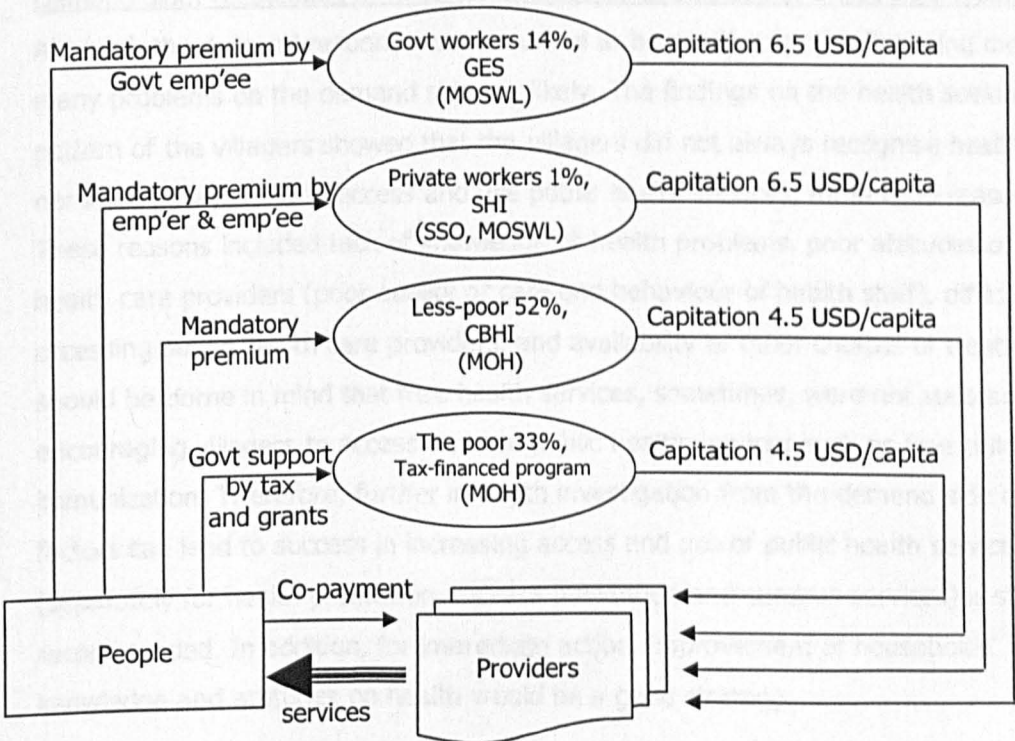 Mandatory premium by
Govt emp'ee
Govt workers 14%,
GES
(MOSWL)
Capitation 6.5 USD/capita
Mandatory premium by
emp'er & emp'ee
Private workers 1%,
SHI
(SSO, MOSWL)
Capitation 6.5 USD/capita
Mandatory
premium
Less-poor 52%,
CBHI
(MOH)
Capitation 4.5 USD/capita
Govt support
by tax
and grants
The poor 33%,
Tax-financed program
(MOH)
Capitation 4.5 USD/capita
Co-payment
People
Providers
services